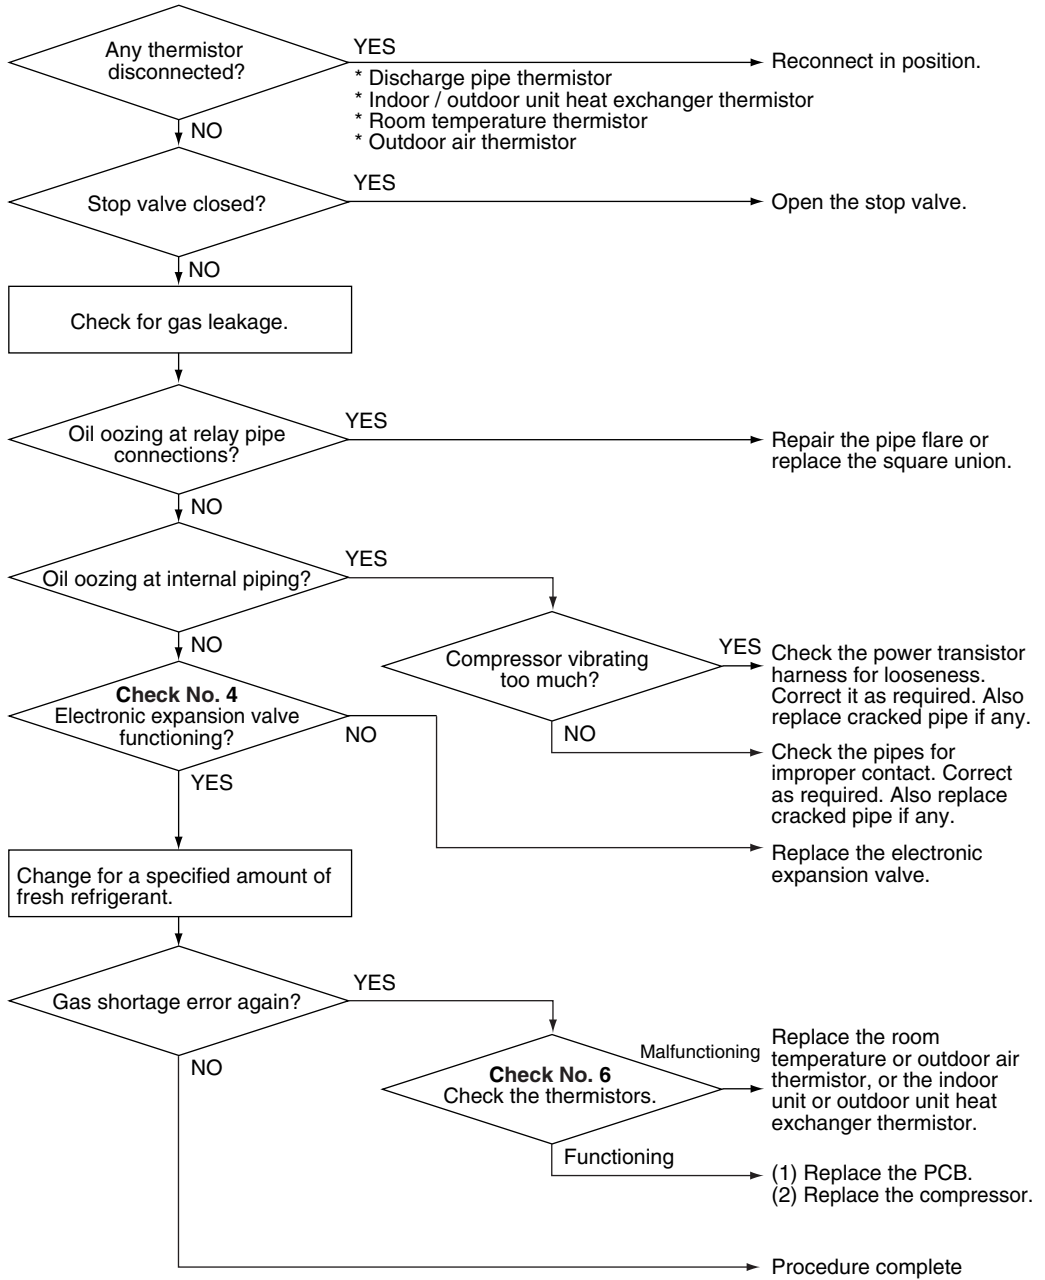 Any thermistor
disconnected?
YES
* Discharge pipe thermistor
* Indoor / outdoor unit heat exchanger thermistor
* Room temperature thermistor
* Outdoor air thermistor
Reconnect in position.
NO
Stop valve closed?
YES
Open the stop valve.
NO
Check for gas leakage.
Oil oozing at relay pipe
connections?
YES
Repair the pipe flare or
replace the square union.
NO
Oil oozing at internal piping?
YES
Compressor vibrating
too much?
YES
Check the power transistor
harness for looseness.
Correct it as required. Also
replace cracked pipe if any.
NO
Check the pipes for
improper contact. Correct
as required. Also replace
cracked pipe if any.
NO
Check No. 4
Electronic expansion valve
functioning?
NO
Replace the electronic
expansion valve.
YES
Change for a specified amount of
fresh refrigerant.
Gas shortage error again?
YES
Check No. 6
Check the thermistors.
Malfunctioning
Replace the room
temperature or outdoor air
thermistor, or the indoor
unit or outdoor unit heat
exchanger thermistor.
Functioning
(1) Replace the PCB.
(2) Replace the compressor.
NO
Procedure complete